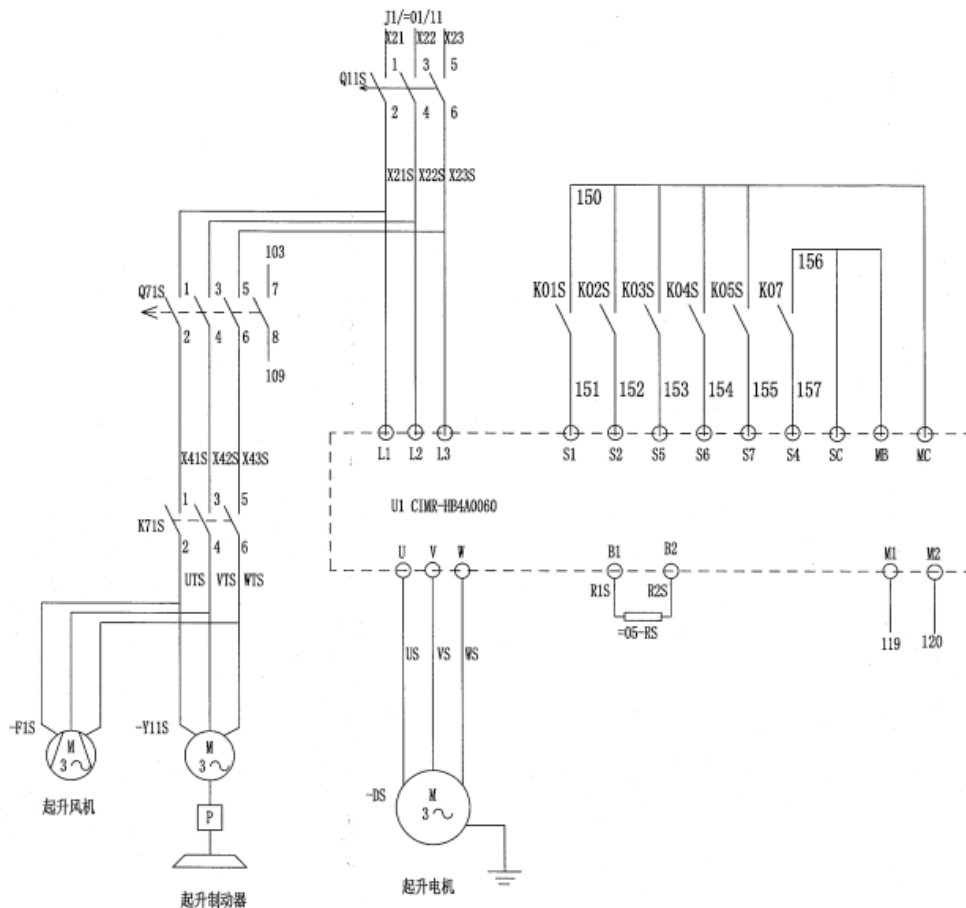 J1/=01/11
X21 X22 X23
1 3 5
Q11S
2 4 6
X21S X22S X23S
150
103
156
Q71S 1 3 5 7
K01S K02S K03S K04S K05S K07
2 4 6 8
109
151 152 153 154 155 157
L1 L2 L3 S1 S2 S5 S6 S7 S4 SC MB MC
X41S X42S X43S
1 3 5
U1 CIMR-HB4A0060
K71S
2 4 6
U V W B1 B2 M1 M2
UTS VTS WTS
R1S R2S
=05-RS
119 120
US VS WS
-F1S M 3
-Y11S M 3
-DS M 3
起升风机
P
起升制动器
起升电机